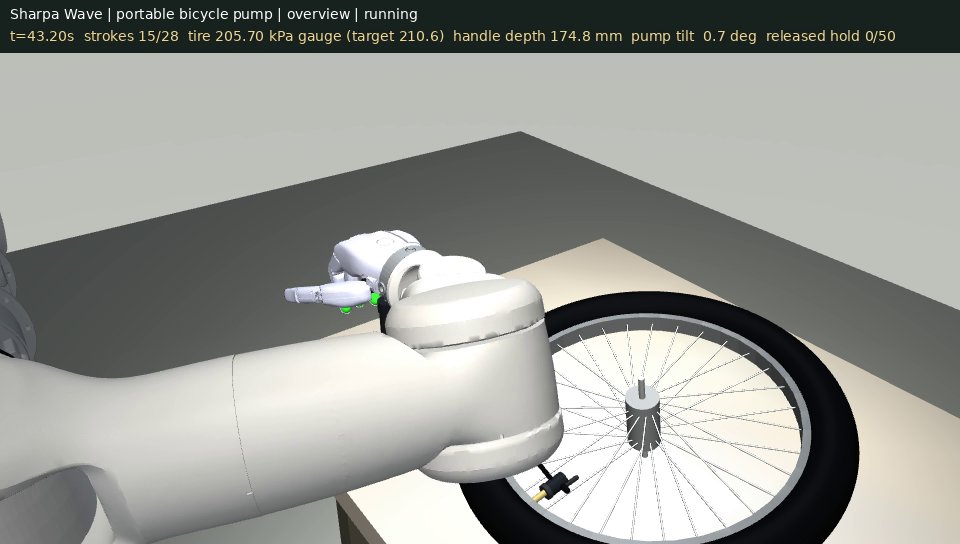 Sharpa Wave | portable bicycle pump | overview | running
t=43.20s strokes 15/28 tire 205.70 kPa gauge (target 210.6) handle depth 174.8 mm pump tilt 0.7 deg released hold 0/50